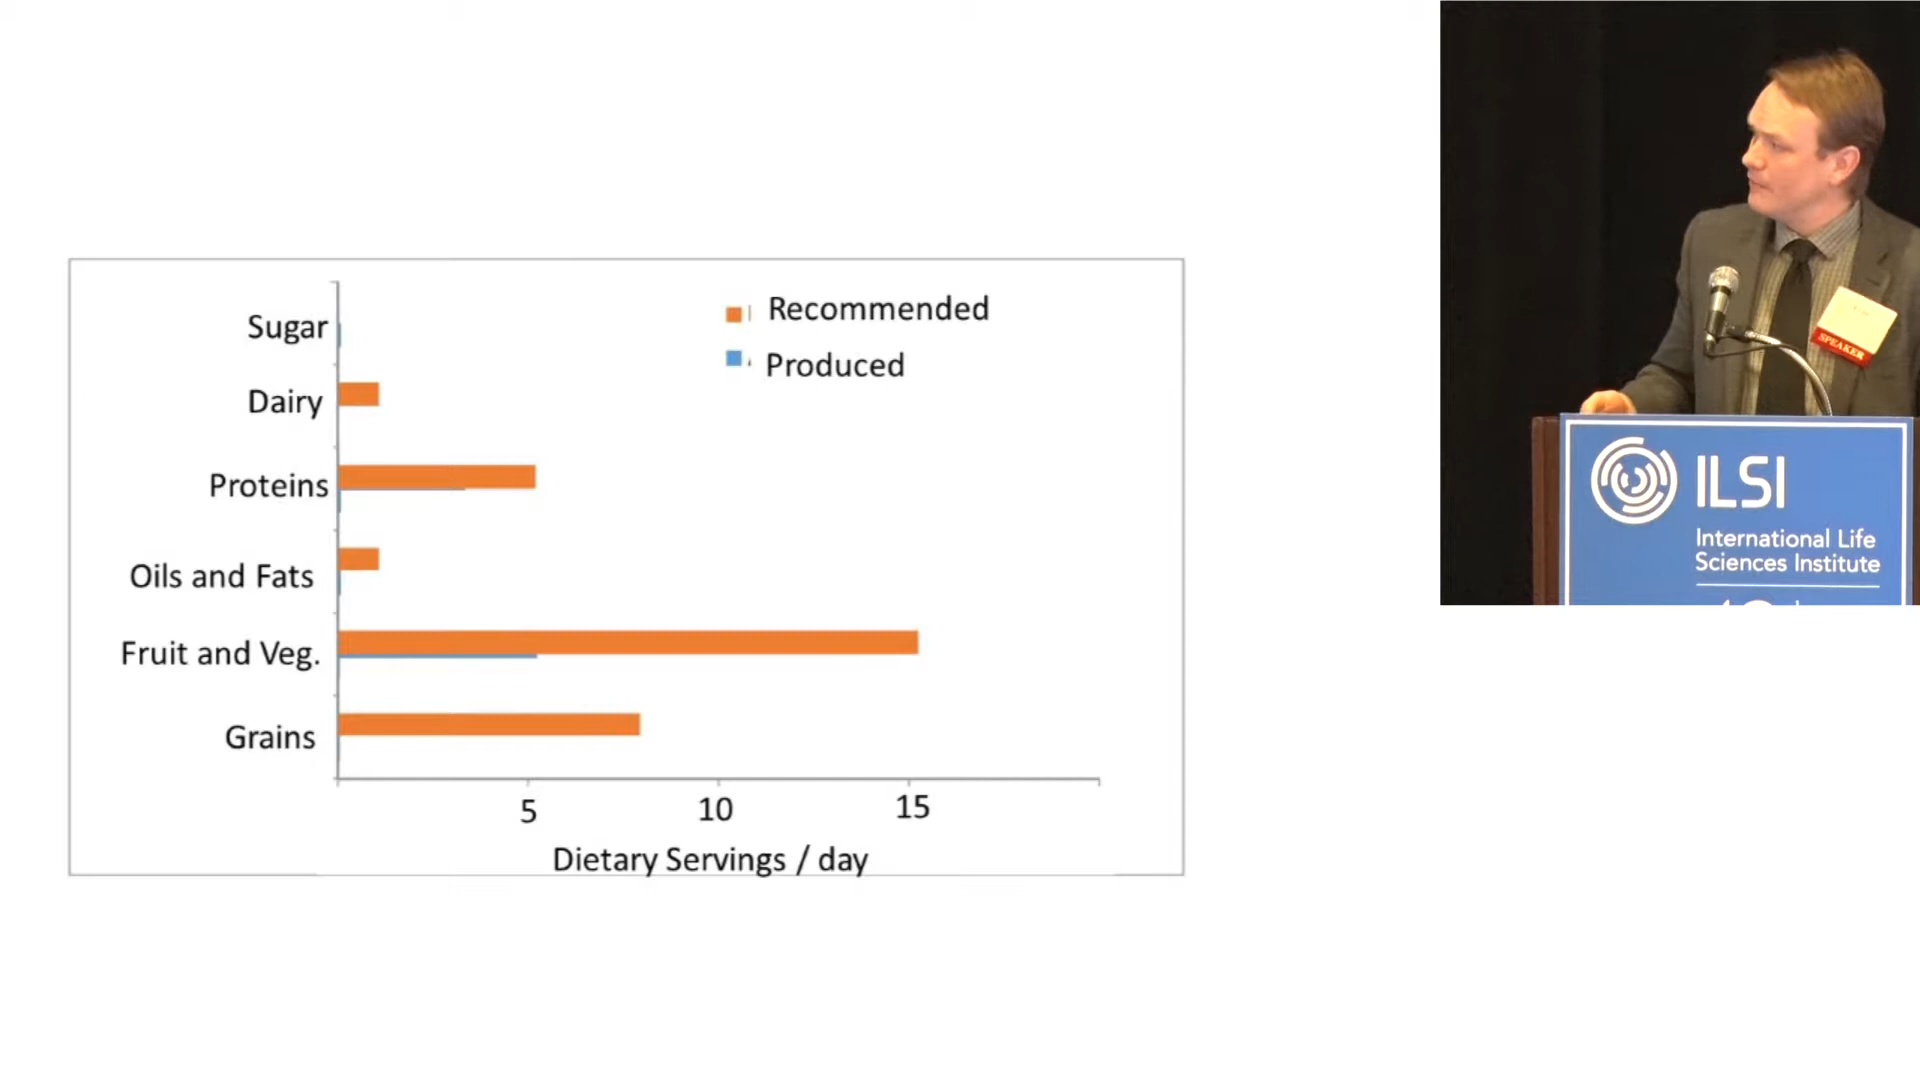 Recommended
Produced
Sugar
Dairy
Proteins
Oils and Fats
Fruit and Veg.
Grains
5 10 15
Dietary Servings / day
SPEAKER
ILSI
International Life
Sciences Institute